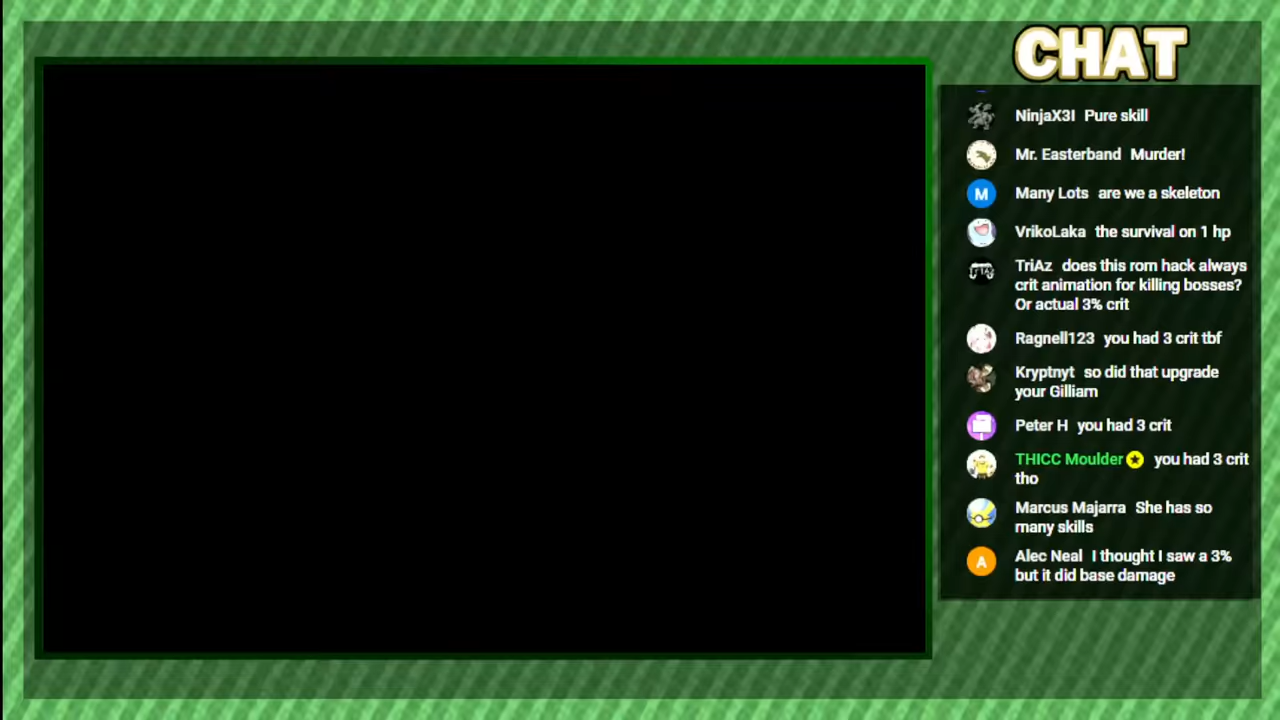 CHAT
NinjaX3I Pure skill
Mr. Easterband Murder!
M Many Lots are we a skeleton
VrikoLaka the survival on 1 hp
TriAz does this rom hack always
crit animation for killing bosses?
Or actual 3% crit
Ragnell123 you had 3 crit tbf
Kryptnyt so did that upgrade
your Gilliam
Peter H you had 3 crit
THICC Moulder you had 3 crit
tho
Marcus Majarra She has so
many skills
A Alec Neal I thought I saw a 3%
but it did base damage